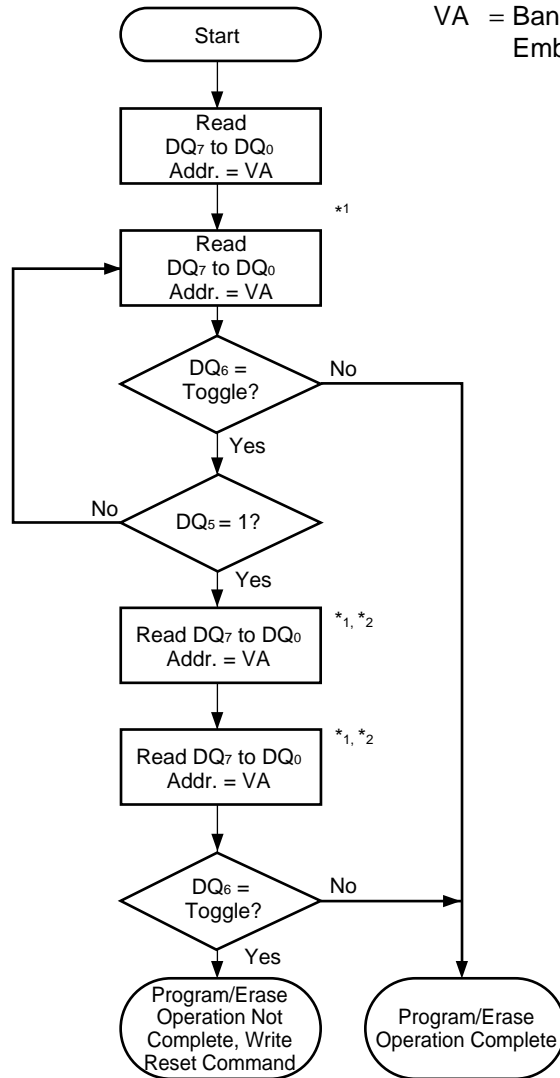 VA = Ban
Emb
Start
Read
DQ7 to DQ0
Addr. = VA
*1
Read
DQ7 to DQ0
Addr. = VA
DQ6 =
Toggle?
No
Yes
No
DQ5 = 1?
Yes
Read DQ7 to DQ0
Addr. = VA
*1, *2
Read DQ7 to DQ0
Addr. = VA
*1, *2
DQ6 =
Toggle?
No
Yes
Program/Erase
Operation Not
Complete, Write
Reset Command
Program/Erase
Operation Complete